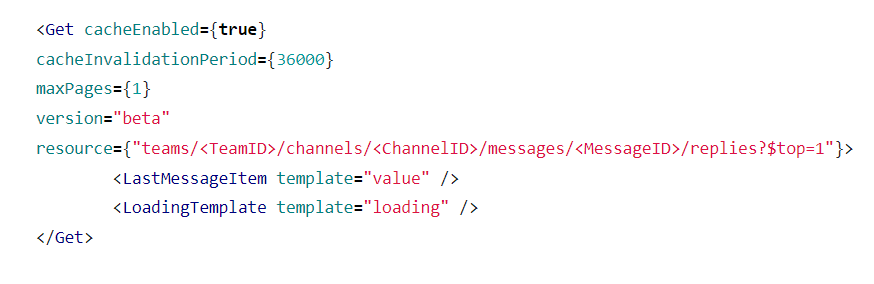 <Get cacheEnabled={true}
cacheInvalidationPeriod={36000}
maxPages={1}
version="beta"
resource={"teams/<TeamID>/channels/<ChannelID>/messages/<MessageID>/replies?$top=1"}>
<LastMessageItem template="value" />
<LoadingTemplate template="loading" />
</Get>